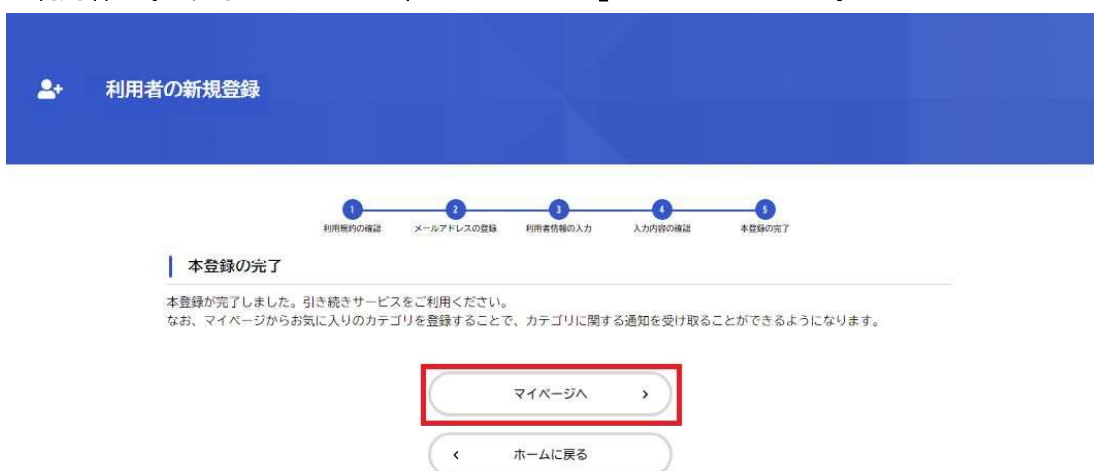 利用者の新規登録
1 2 3 4 5
利用規約の確認 メールアドレスの登録 利用者情報の入力 入力内容の確認 本登録の完了
本登録の完了
本登録が完了しました。引き続きサービスをご利用ください。
なお、マイページからお気に入りのカテゴリを登録することで、カテゴリに関する通知を受け取ることができるようになります。
マイページへ
ホームに戻る